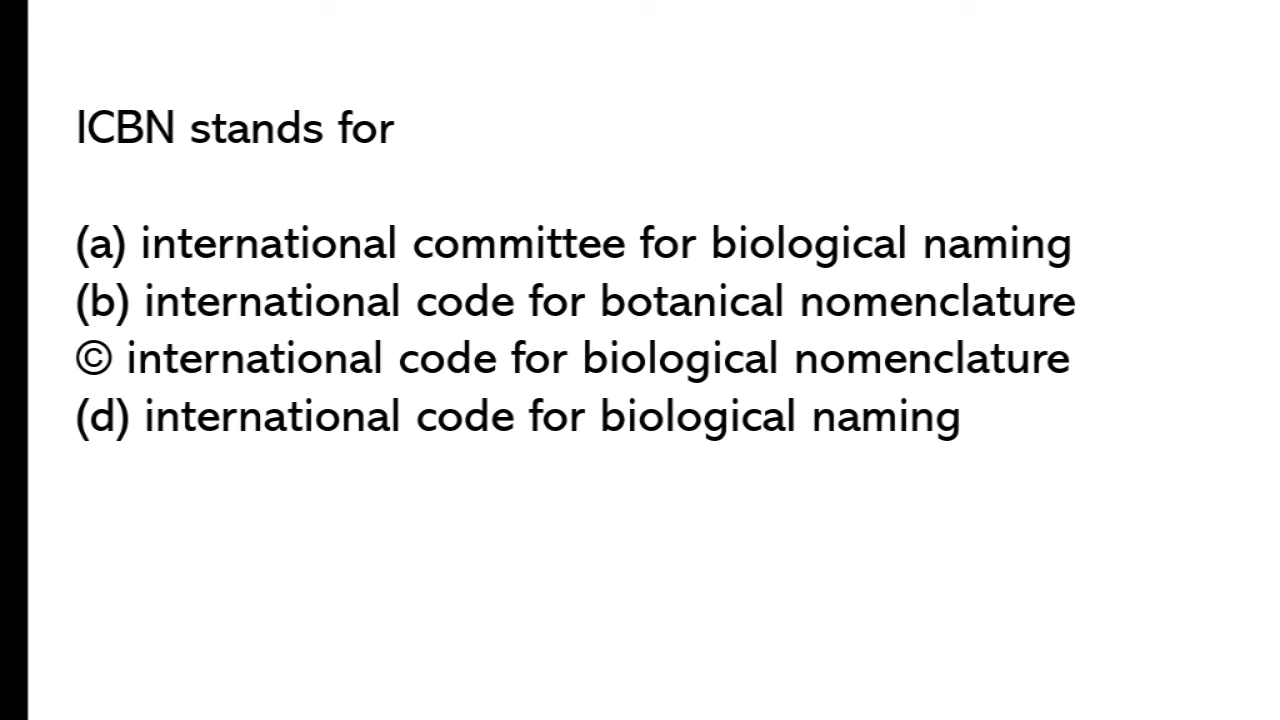 ICBN stands for
(a) international committee for biological naming
(b) international code for botanical nomenclature
© international code for biological nomenclature
(d) international code for biological naming